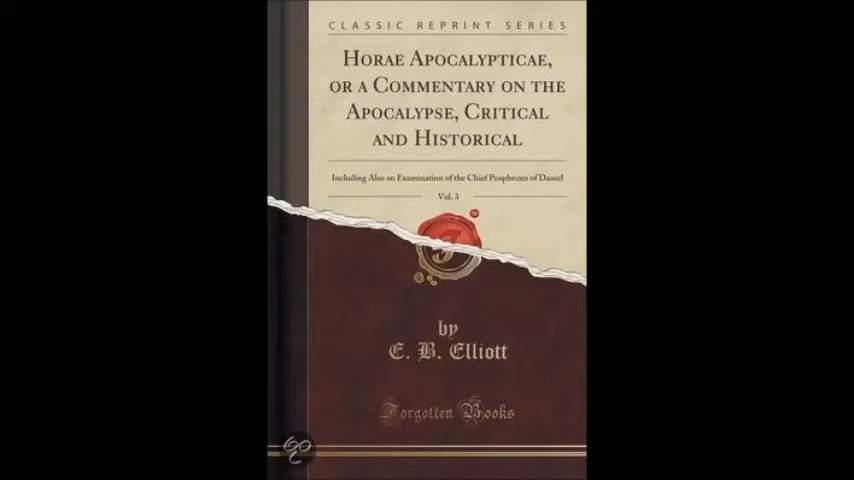 CLASSIC REPRINT SERIES
HORAE APOCALYPTICAE,
OR A COMMENTARY ON THE
APOCALYPSE, CRITICAL
AND HISTORICAL
Including Also an Examination of the Chief Prophecies of Daniel
Vol. 3
by
E. B. Elliott
Forgotten Books